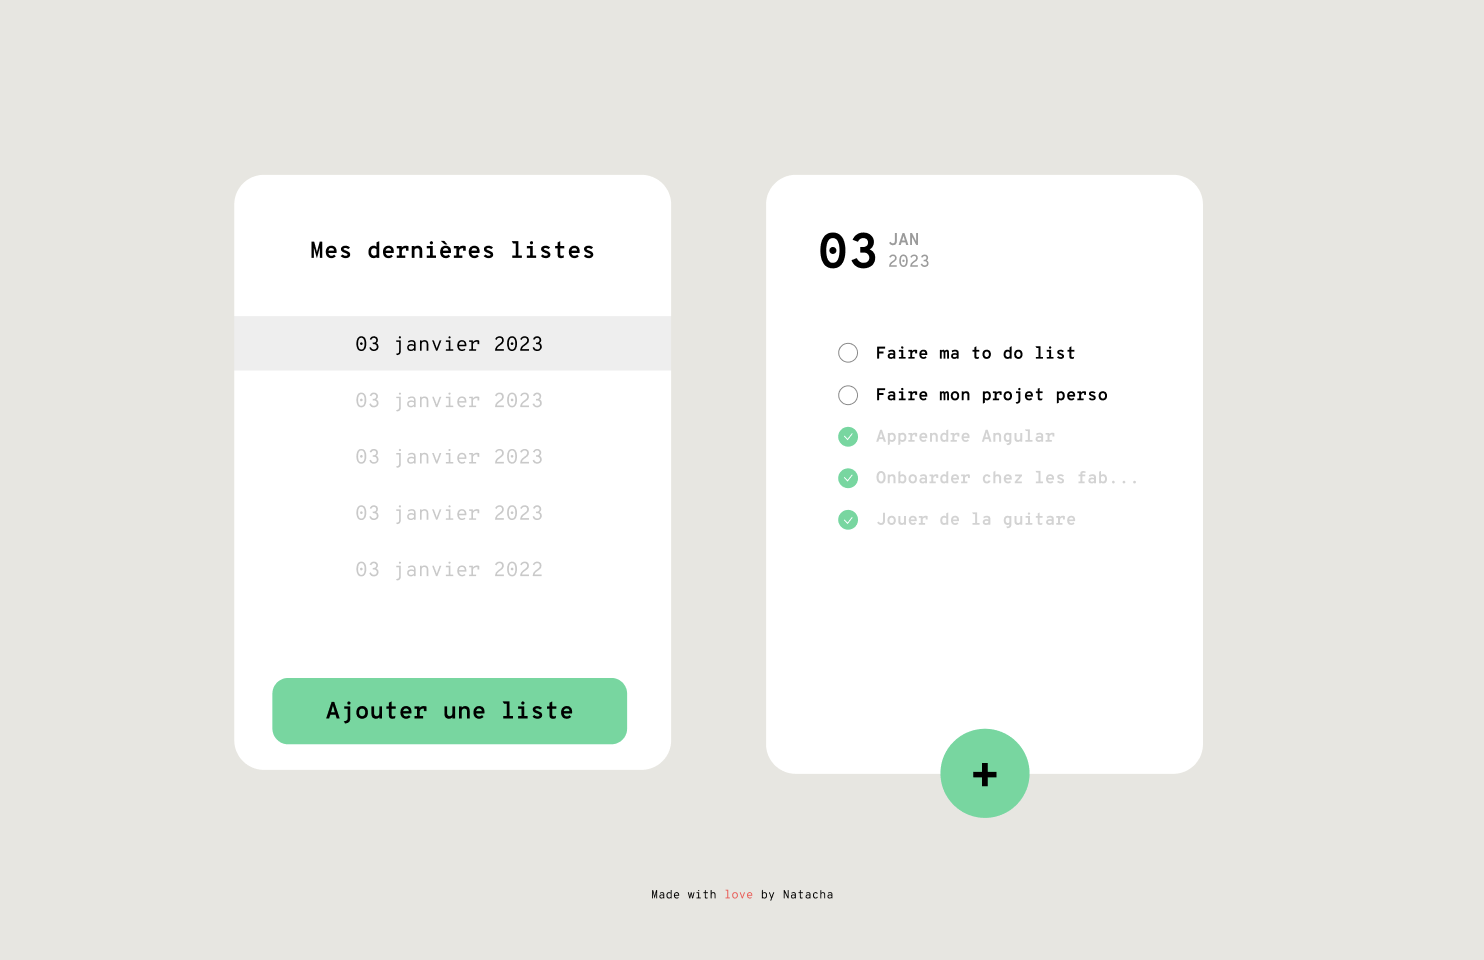 Mes dernières listes
03 janvier 2023
03 janvier 2023
03 janvier 2023
03 janvier 2023
03 janvier 2022
Ajouter une liste
03
JAN
2023
Faire ma to do list
Faire mon projet perso
Apprendre Angular
Onboarder chez les fab...
Jouer de la guitare
+
Made with love by Natacha